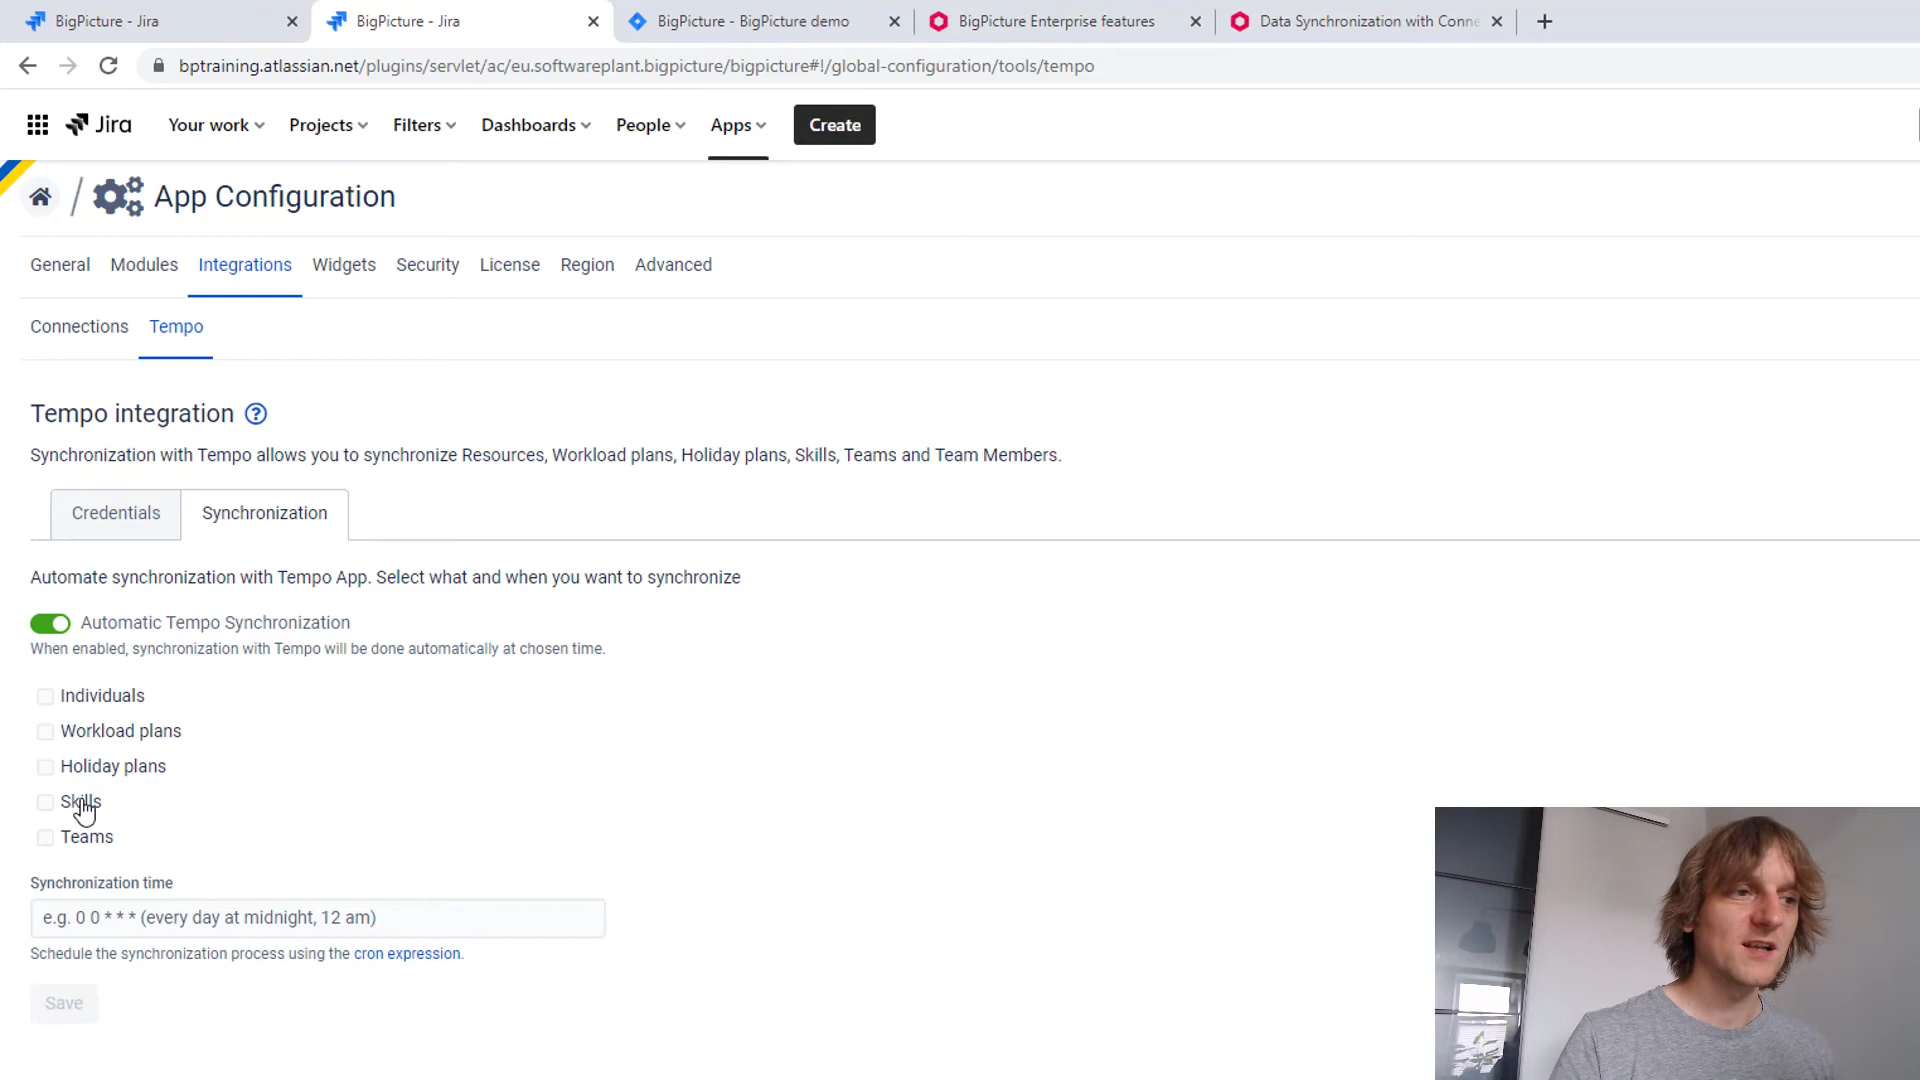 BigPicture - Jira
BigPicture - Jira
BigPicture - BigPicture demo
BigPicture Enterprise features
Data Synchronization with Conne
bptraining.atlassian.net/plugins/servlet/ac/eu.softwareplant.bigpicture/bigpicture#!/global-configuration/tools/tempo
Jira
Your work
Projects
Filters
Dashboards
People
Apps
Create
/ App Configuration
General
Modules
Integrations
Widgets
Security
License
Region
Advanced
Connections
Tempo
Tempo integration ?
Synchronization with Tempo allows you to synchronize Resources, Workload plans, Holiday plans, Skills, Teams and Team Members.
Credentials
Synchronization
Automate synchronization with Tempo App. Select what and when you want to synchronize
Automatic Tempo Synchronization
When enabled, synchronization with Tempo will be done automatically at chosen time.
Individuals
Workload plans
Holiday plans
Skills
Teams
Synchronization time
e.g. 0 0 * * * (every day at midnight, 12 am)
Schedule the synchronization process using the cron expression.
Save